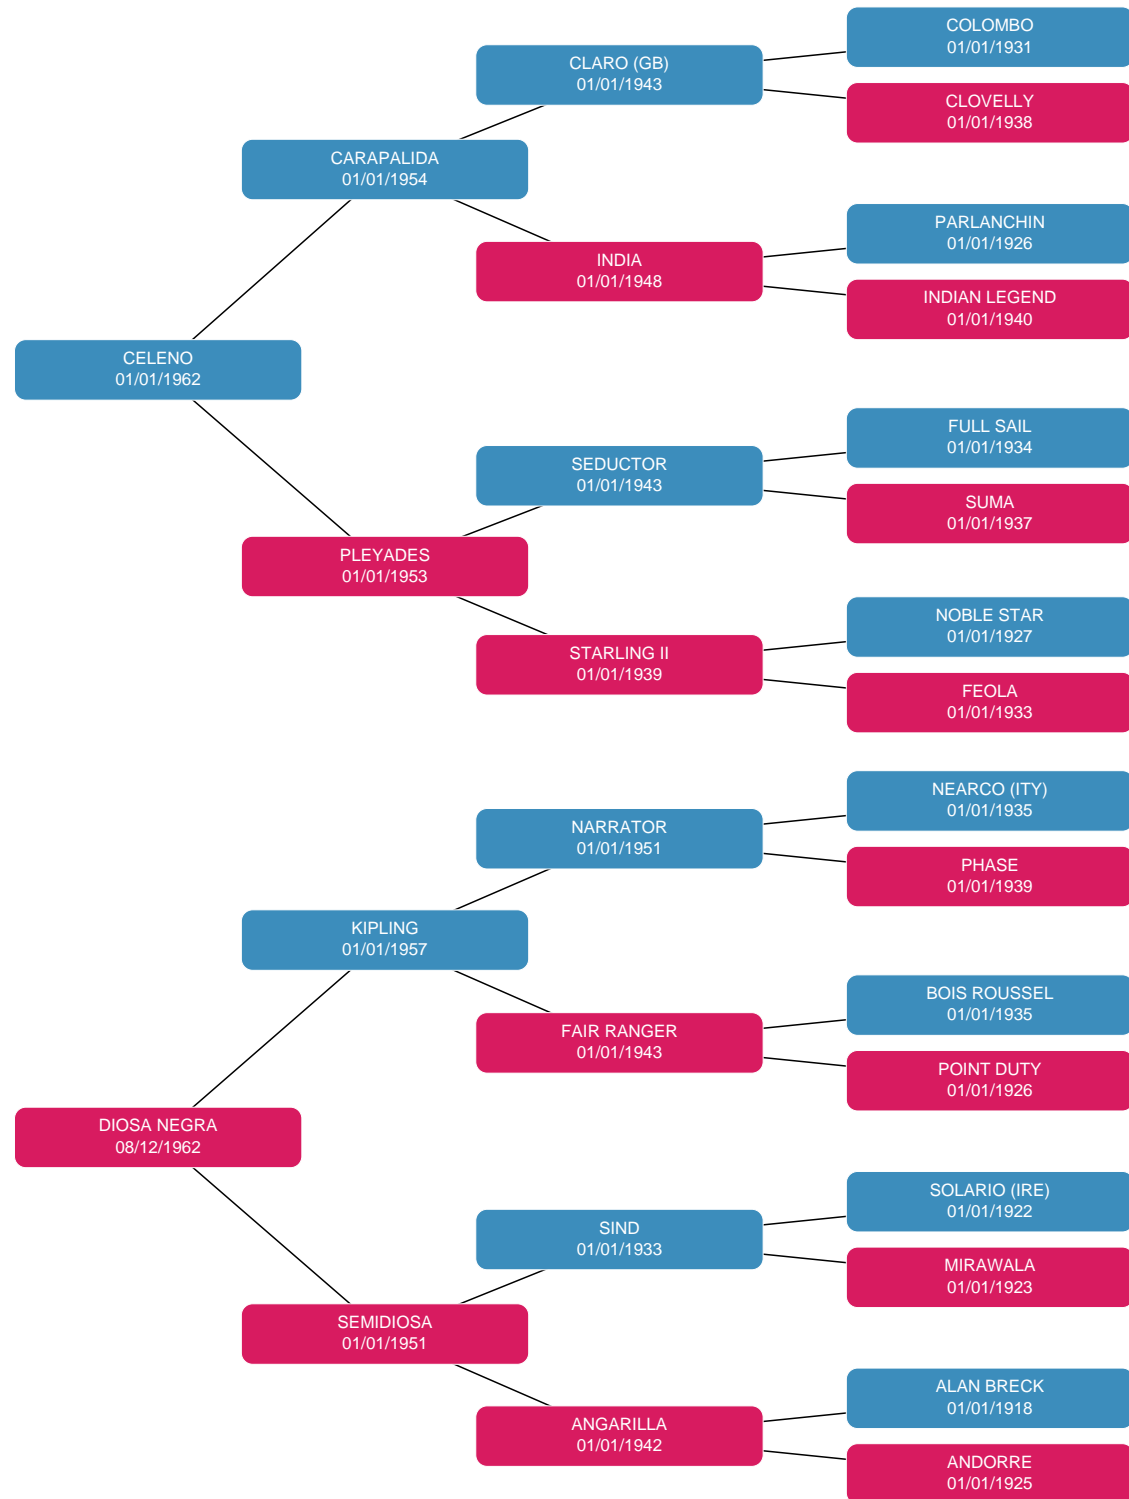 COLOMBO
01/01/1931
CLARO (GB)
01/01/1943
CLOVELLY
01/01/1938
CARAPALIDA
01/01/1954
PARLANCHIN
01/01/1926
INDIA
01/01/1948
INDIAN LEGEND
01/01/1940
CELENO
01/01/1962
FULL SAIL
01/01/1934
SEDUCTOR
01/01/1943
SUMA
01/01/1937
PLEYADES
01/01/1953
NOBLE STAR
01/01/1927
STARLING II
01/01/1939
FEOLA
01/01/1933
NEARCO (ITY)
01/01/1935
NARRATOR
01/01/1951
PHASE
01/01/1939
KIPLING
01/01/1957
BOIS ROUSSEL
01/01/1935
FAIR RANGER
01/01/1943
POINT DUTY
01/01/1926
DIOSA NEGRA
08/12/1962
SOLARIO (IRE)
01/01/1922
SIND
01/01/1933
MIRAWALA
01/01/1923
SEMIDIOSA
01/01/1951
ALAN BRECK
01/01/1918
ANGARILLA
01/01/1942
ANDORRE
01/01/1925